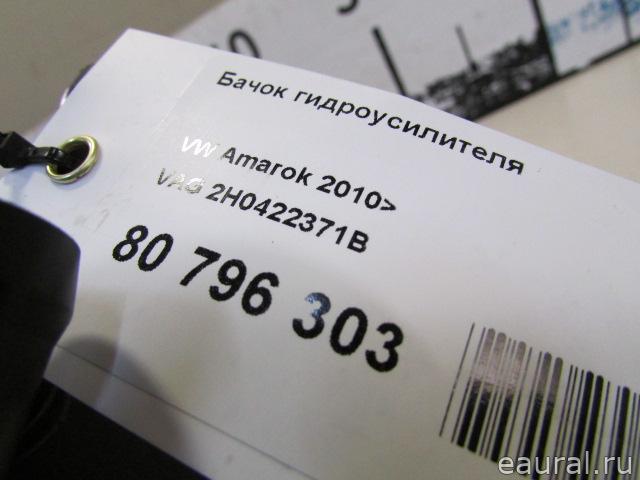 Бачок гидроусилителя
VW Amarok 2010>
VAG 2H0422371B
80 796 303
eaural.ru